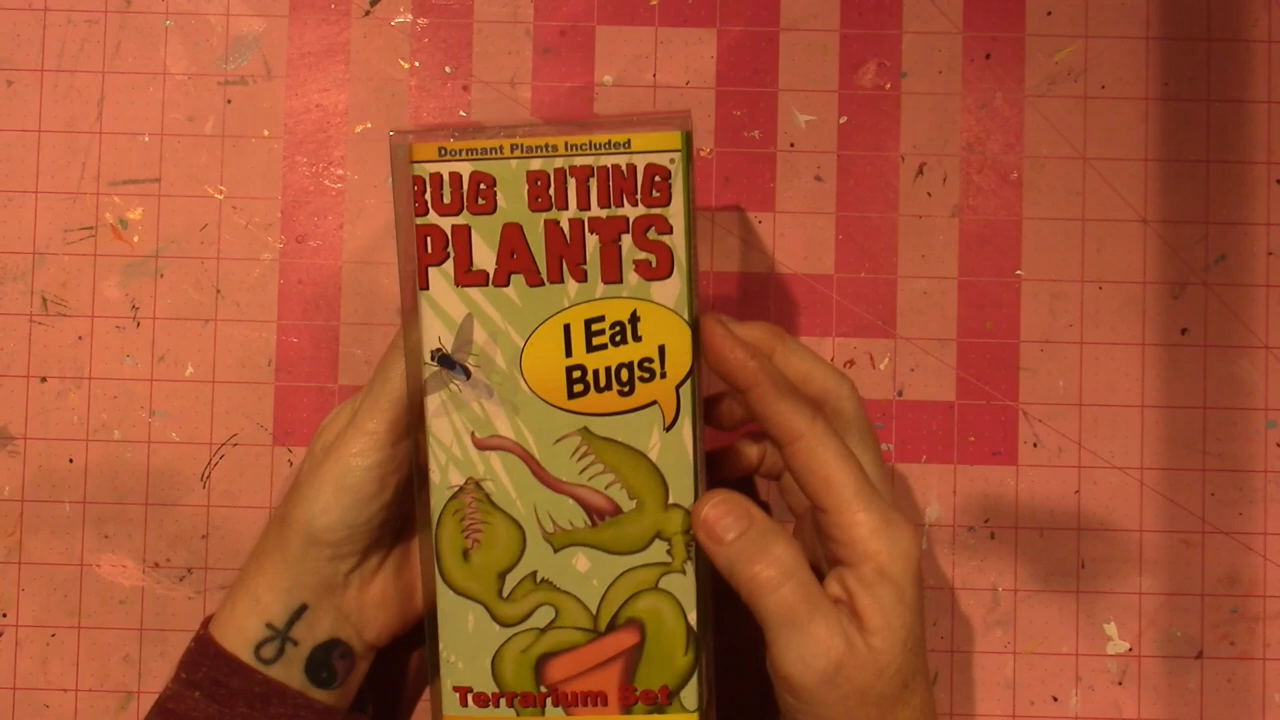 Dormant Plants Included
BUG BITING®
PLANTS
I Eat
Bugs!
Terrarium Set